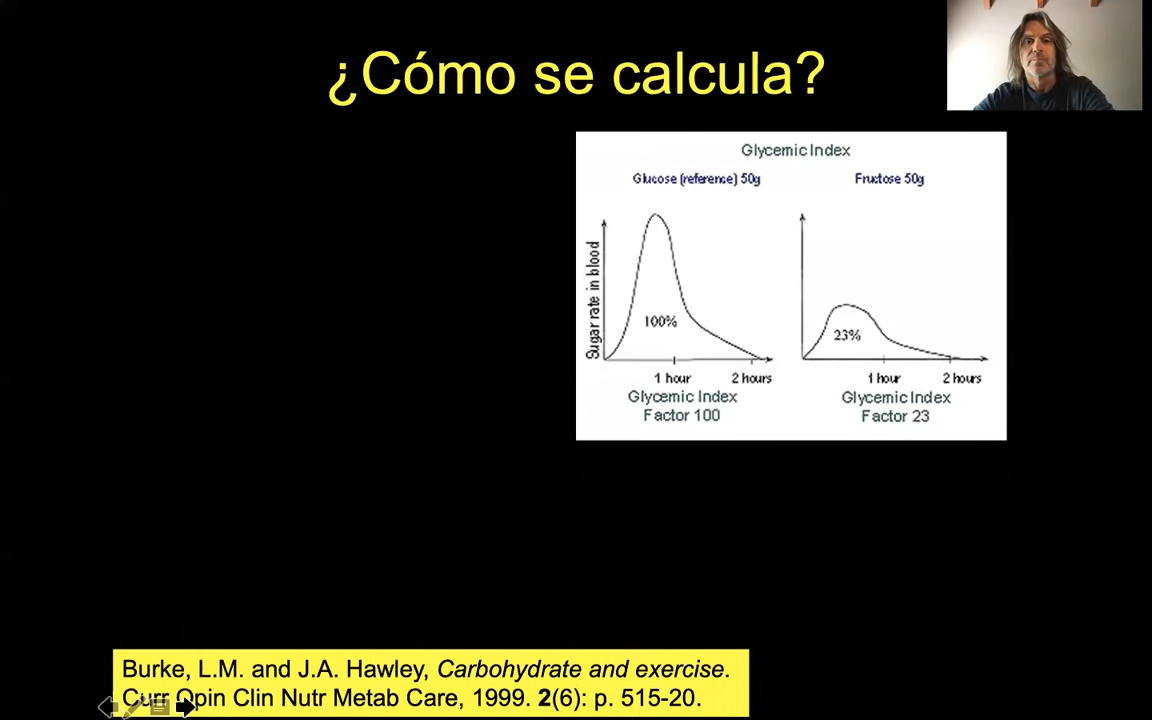 ¿Cómo se calcula?
Glycemic Index
Glucose (reference) 50g
Fructose 50g
Sugar rate in blood
100%
23%
1 hour 2 hours
1 hour 2 hours
Glycemic Index
Factor 100
Glycemic Index
Factor 23
Burke, L.M. and J.A. Hawley, Carbohydrate and exercise.
Curr Opin Clin Nutr Metab Care, 1999. 2(6): p. 515-20.